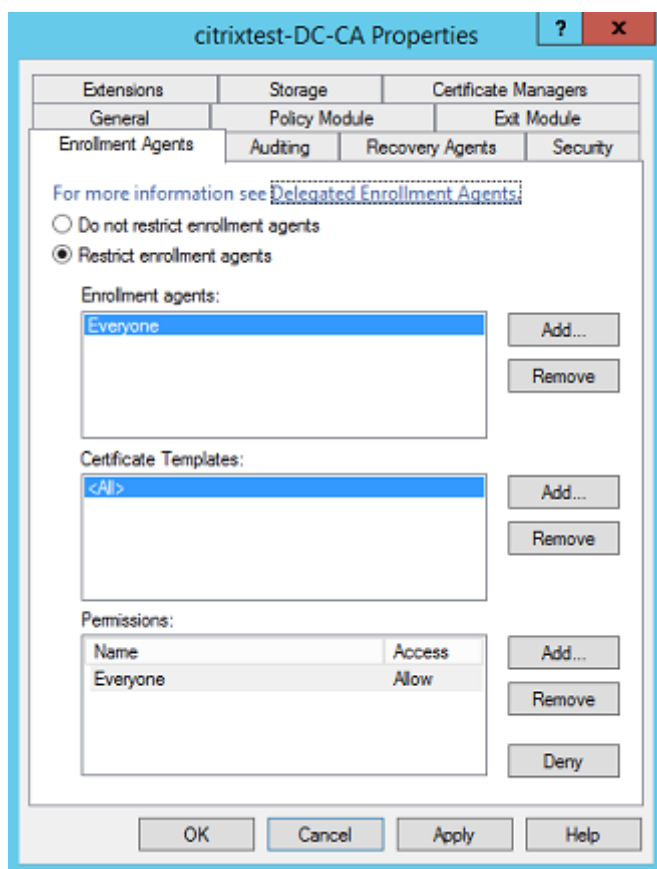 citrixtest-DC-CA Properties
?
x
Extensions
Storage
Certificate Managers
General
Policy Module
Exit Module
Enrollment Agents
Auditing
Recovery Agents
Security
For more information see Delegated Enrollment Agents.
Do not restrict enrollment agents
Restrict enrollment agents
Enrollment agents:
Everyone
Add...
Remove
Certificate Templates:
<All>
Add...
Remove
Permissions:
Name
Access
Add...
Everyone
Allow
Remove
Deny
OK
Cancel
Apply
Help